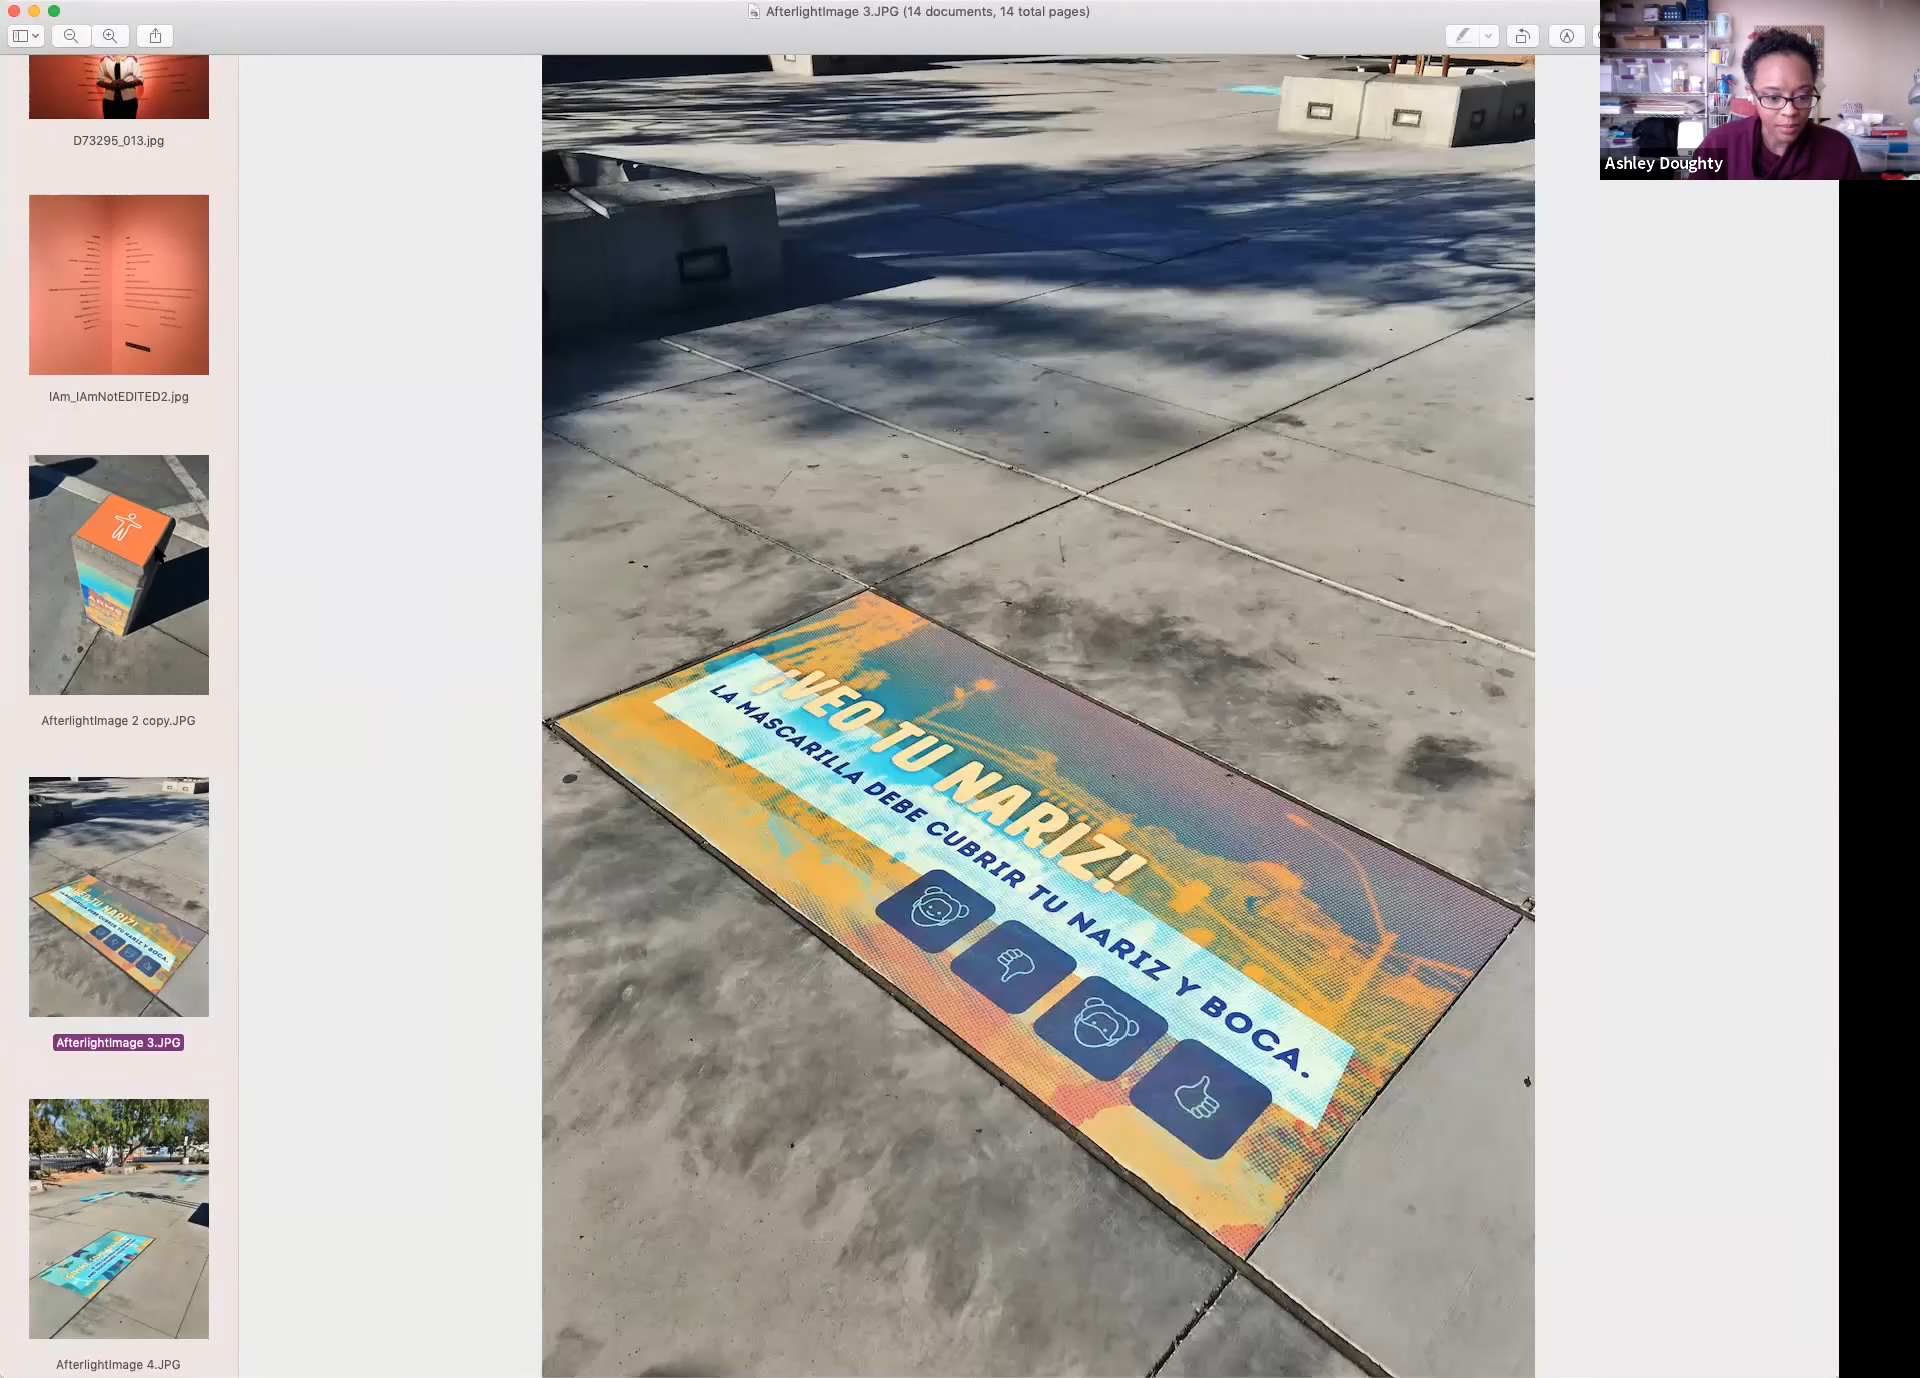 AfterlightImage 3.JPG (14 documents, 14 total pages)
Ashley Doughty
D73295_013.jpg
IAm_IAmNotEDITED2.jpg
AfterlightImage 2 copy.JPG
AfterlightImage 3.JPG
AfterlightImage 4.JPG
¡VEO TU NARIZ!
LA MASCARILLA DEBE CUBRIR TU NARIZ Y BOCA.